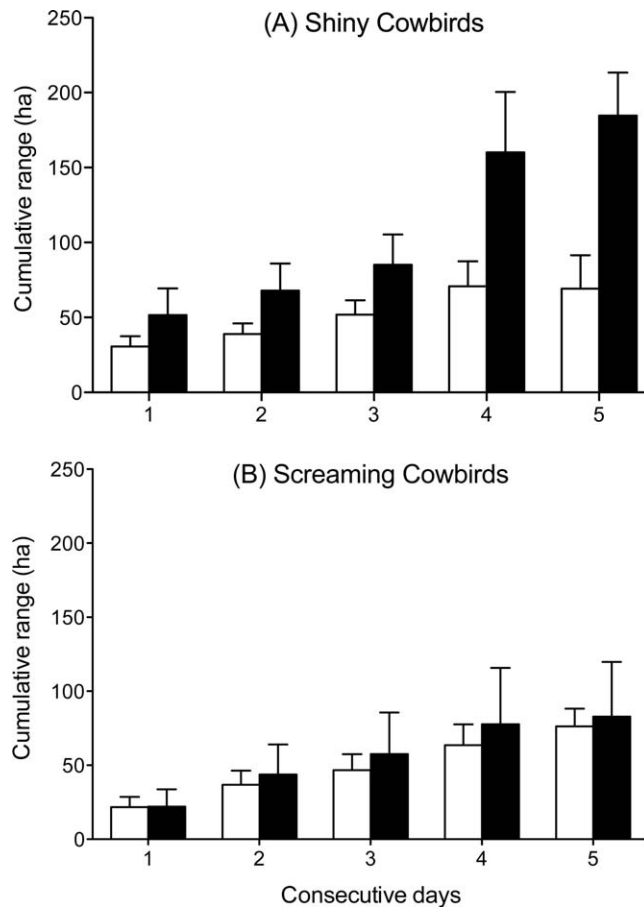 (A) Shiny Cowbirds
Cumulative range (ha)
250
200
150
100
50
0
1 2 3 4 5
(B) Screaming Cowbirds
Cumulative range (ha)
250
200
150
100
50
0
1 2 3 4 5
Consecutive days